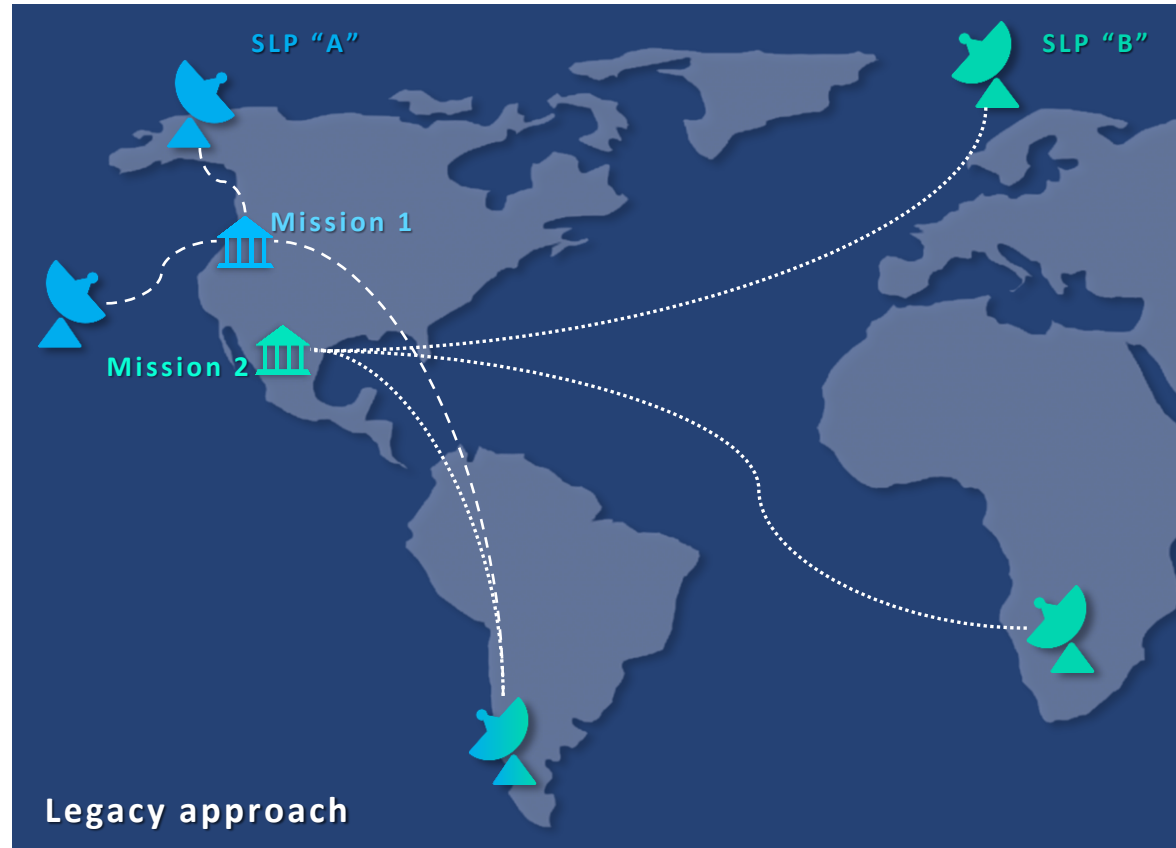 SLP “A”
SLP “B”
Mission 1
Mission 2
Legacy approach